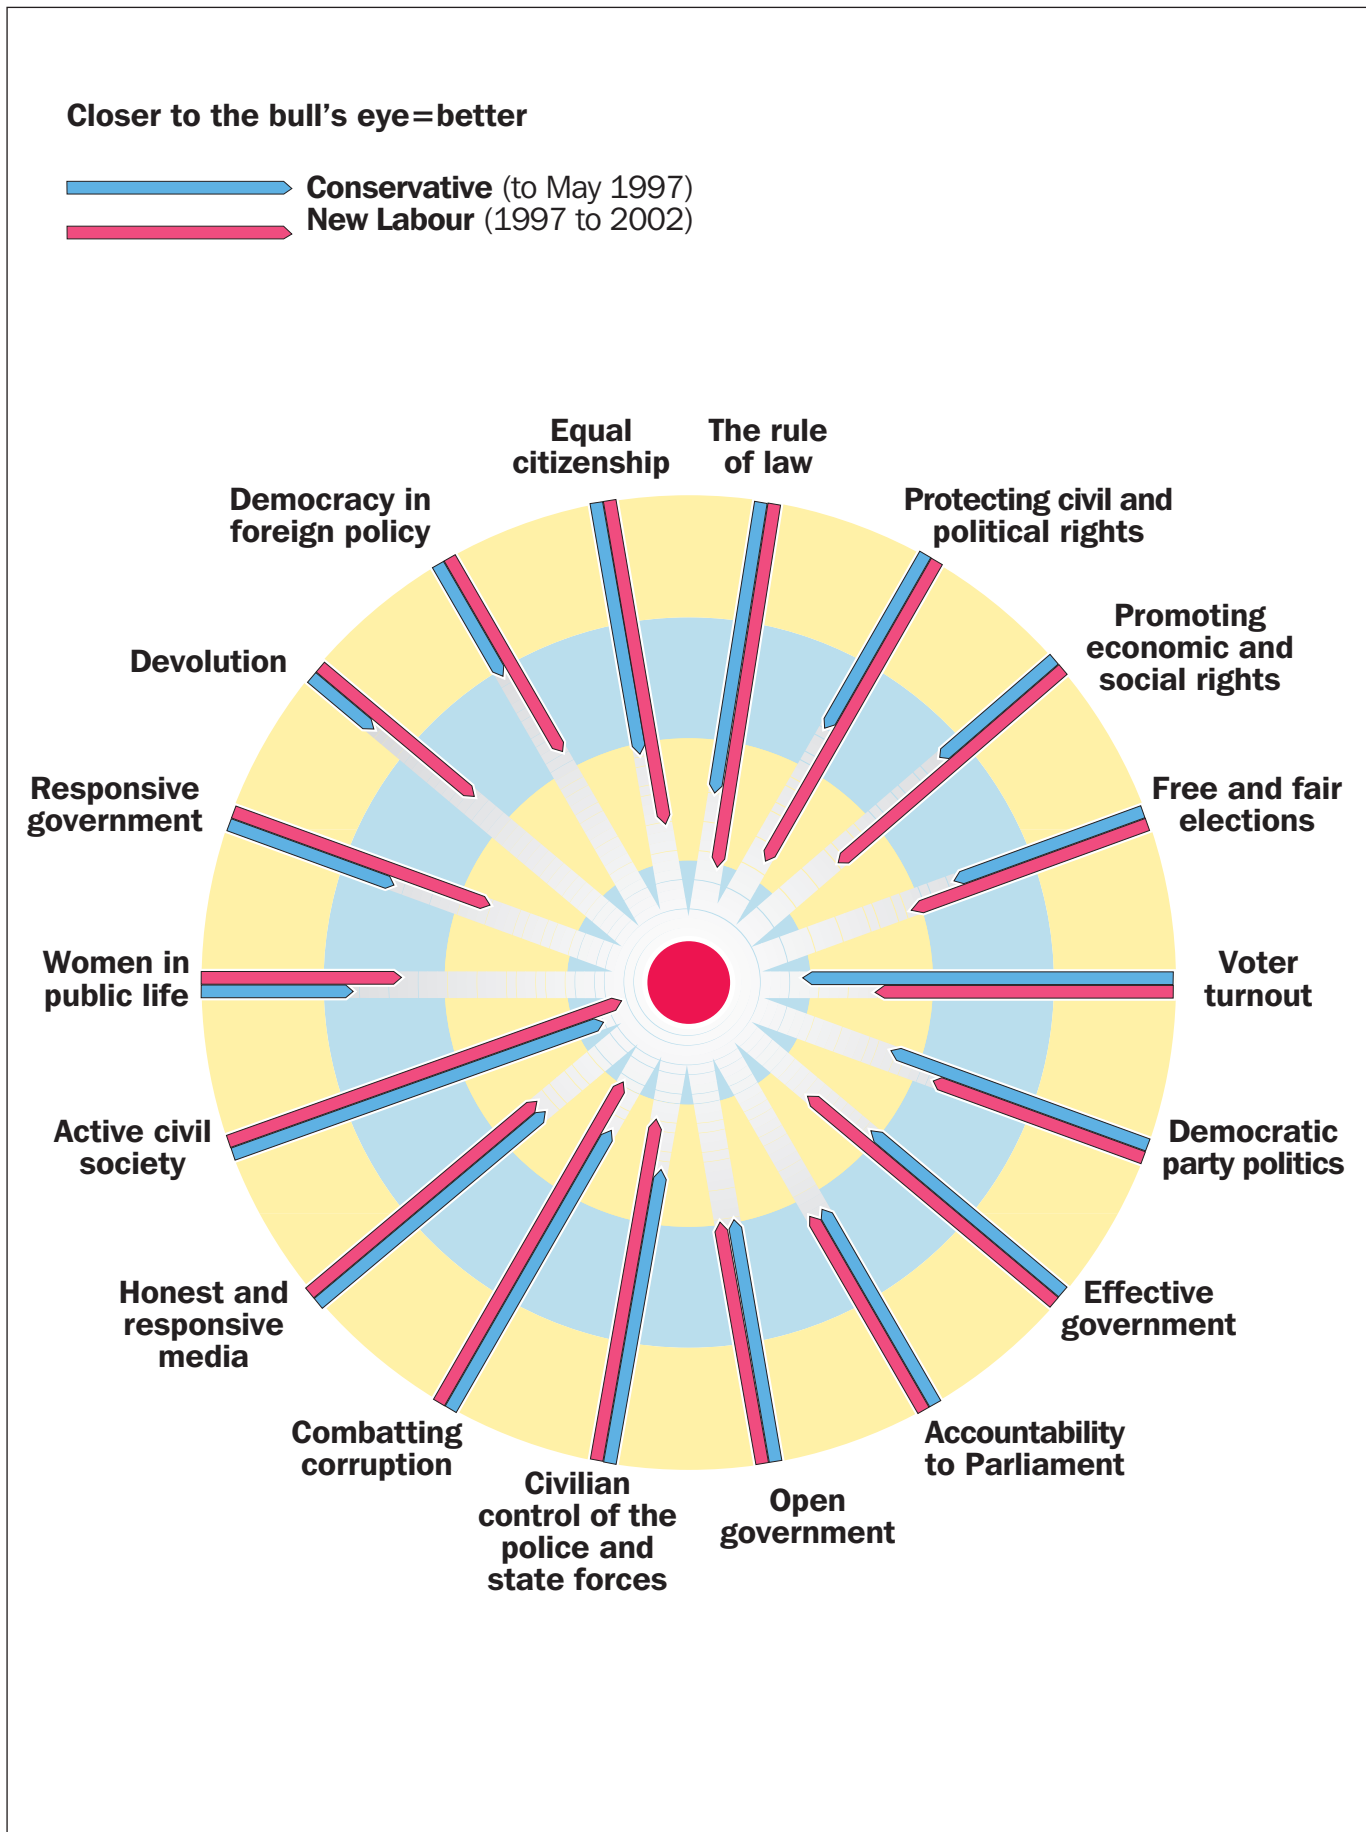 Closer to the bull's eye=better
Conservative (to May 1997)
New Labour (1997 to 2002)
Equal
citizenship
The rule
of law
Protecting civil and
political rights
Promoting
economic and
social rights
Free and fair
elections
Voter
turnout
Democratic
party politics
Effective
government
Accountability
to Parliament
Open
government
Civilian
control of the
police and
state forces
Combatting
corruption
Honest and
responsive
media
Active civil
society
Women in
public life
Responsive
government
Devolution
Democracy in
foreign policy